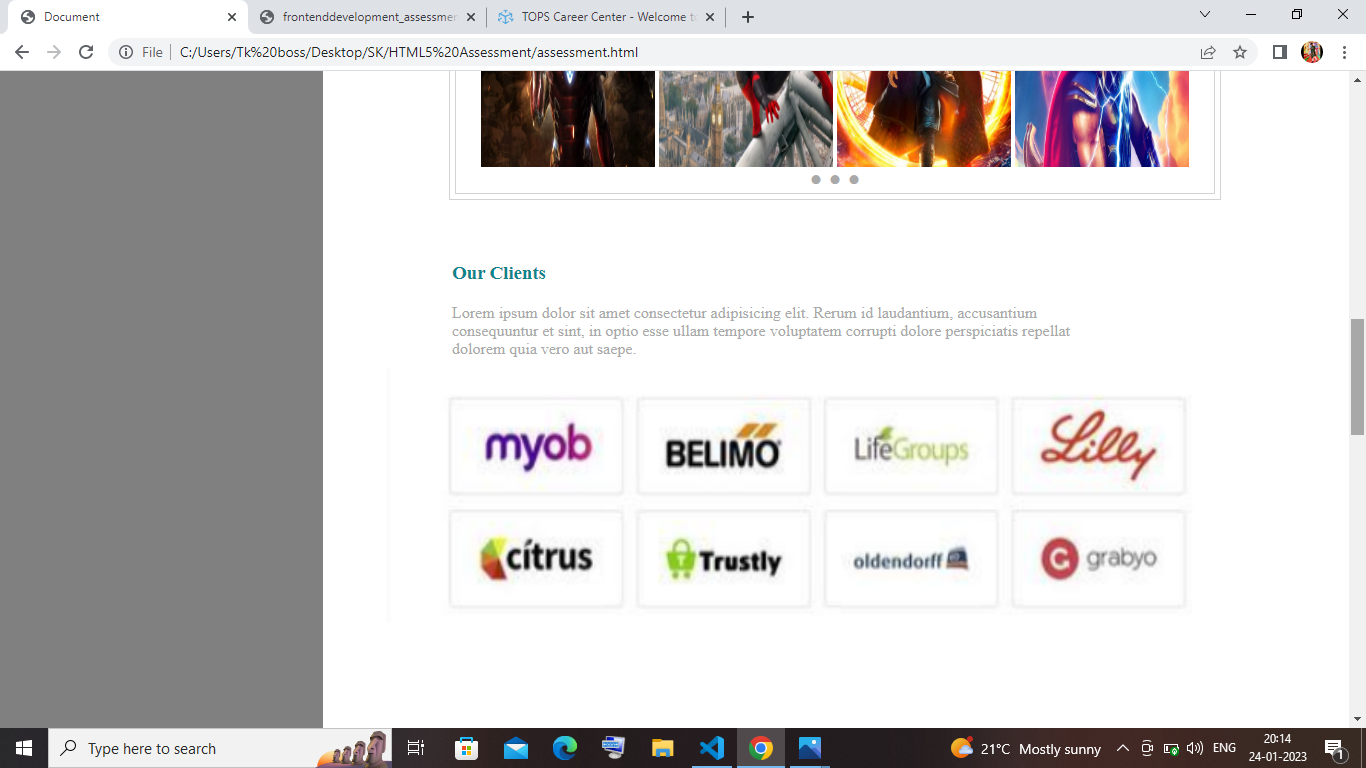 Document
frontenddevelopment_assessmen
TOPS Career Center - Welcome to
File
C:/Users/Tk%20boss/Desktop/SK/HTML5%20Assessment/assessment.html
Our Clients
Lorem ipsum dolor sit amet consectetur adipisicing elit. Rerum id laudantium, accusantium
consequuntur et sint, in optio esse ullam tempore voluptatem corrupti dolore perspiciatis repellat
dolorem quia vero aut saepe.
myob
BELIMO
LifeGroups
Lilly
cítrus
T Trustly
oldendorff
G grabyo
Type here to search
21°C Mostly sunny
ENG
20:14
24-01-2023
1